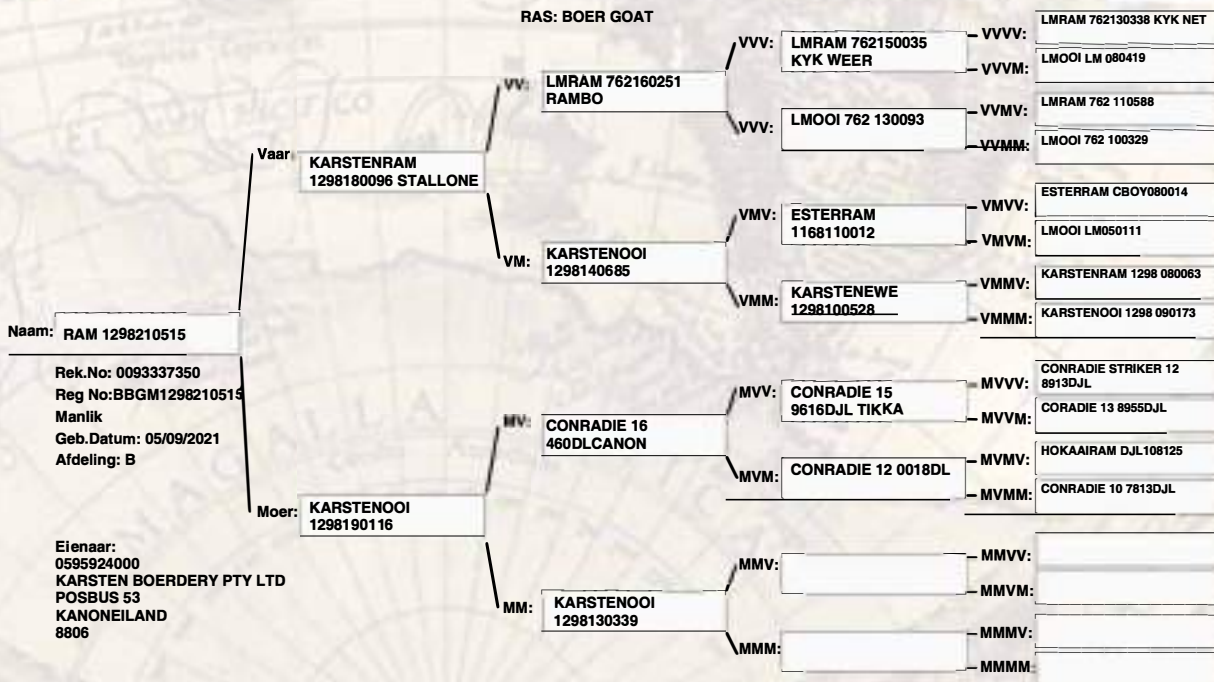 RAS: BOER GOAT
Naam: RAM 1298210515
Rek.No: 0093337350
Reg No:BBGM1298210515
Manlik
Geb.Datum: 05/09/2021
Afdeling: B
Eienaar:
0595924000
KARSTEN BOERDERY PTY LTD
POSBUS 53
KANONEILAND
8806
Vaar: KARSTENRAM
1298180096 STALLONE
Moer: KARSTENOOI
1298190116
VV: LMRAM 762160251
RAMBO
VM: KARSTENOOI
1298140685
MV: CONRADIE 16
460DLCANON
MM: KARSTENOOI
1298130339
VVV: LMRAM 762150035
KYK WEER
VVV: LMOOI 762 130093
VMV: ESTERRAM
1168110012
VMM: KARSTENEWE
1298100528
MVV: CONRADIE 15
9616DJL TIKKA
MVM: CONRADIE 12 0018DL
MMV:
MMM:
VVVV: LMRAM 762130338 KYK NET
VVVM: LMOOI LM 080419
VVMV: LMRAM 762 110588
VVMM: LMOOI 762 100329
VMVV: ESTERRAM CBOY080014
VMVM: LMOOI LM050111
VMMV: KARSTENRAM 1298 080063
VMMM: KARSTENOOI 1298 090173
MVVV: CONRADIE STRIKER 12
8913DJL
MVVM: CORADIE 13 8955DJL
MVMV: HOKAAIRAM DJL108125
MVMM: CONRADIE 10 7813DJL
MMVV:
MMVM:
MMMV:
MMMM: